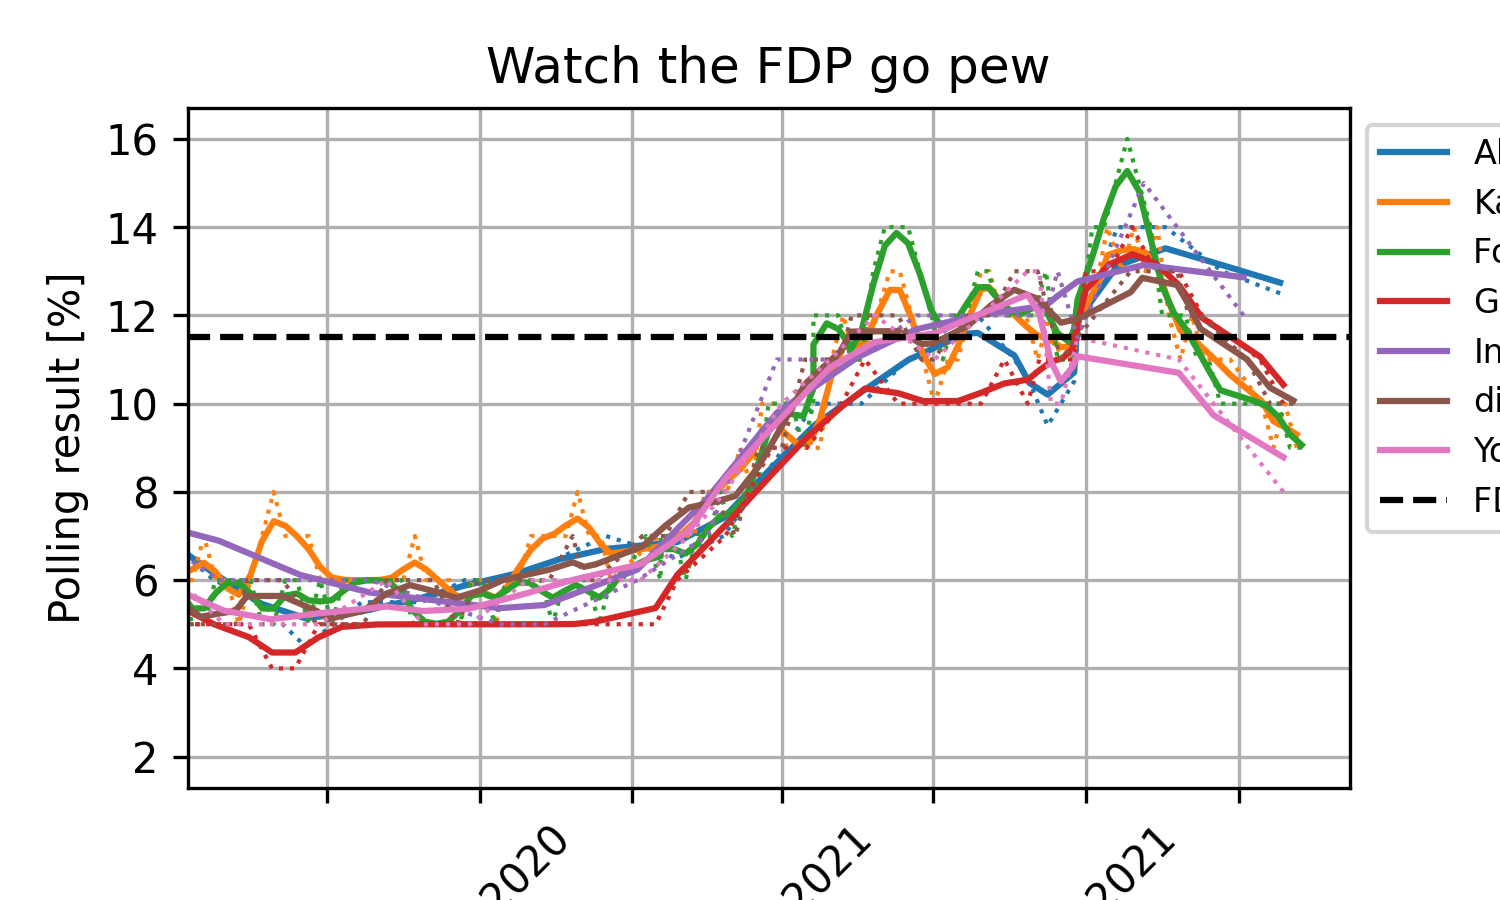 Watch the FDP go pew
Polling result [%]
16
14
12
10
8
6
4
2
2020
2021
2021
Al
Ka
Fo
G
In
di
Yo
FD